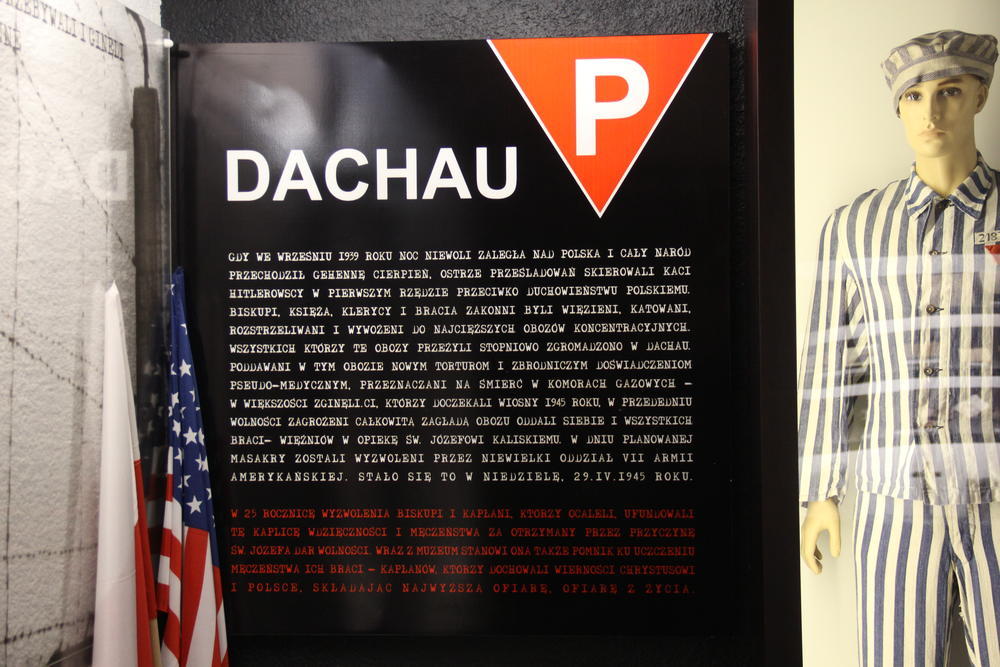 PRZEBYWALI I GINĘLI
P
DACHAU
GDY WE WRZEŚNIU 1939 ROKU NOC NIEWOLI ZALEGŁA NAD POLSKA I CAŁY NARÓD
PRZECHODZIŁ GEHENNĘ CIERPIEN, OSTRZE PRZEŚLADOWAŃ SKIEROWALI KACI
HITLEROWSCY W PIERWSZYM RZĘDZIE PRZECIWKO DUCHOWIEŃSTWU POLSKIEMU.
BISKUPI, KSIĘŻA, KLERYCY I BRACIA ZAKONNI BYLI WIĘZIENI, KATOWANI,
ROZSTRZELIWANI I WYWOŻENI DO NAJCIĘŻSZYCH OBOZÓW KONCENTRACYJNYCH.
WSZYSTKICH KTÓRZY TE OBOZY PRZEŻYLI STOPNIOWO ZGROMADZONO W DACHAU.
PODDAWANI W TYM OBOZIE NOWYM TORTUROM I ZBRODNICZYM DOŚWIADCZENIOM
PSEUDO-MEDYCZNYM, PRZEZNACZANI NA ŚMIERĆ W KOMORACH GAZOWYCH –
W WIĘKSZOŚCI ZGINĘLI.CI, KTÓRZY DOCZEKALI WIOSNY 1945 ROKU, W PRZEDEDNIU
WOLNOŚCI ZAGROŻENI CAŁKOWITĄ ZAGŁADĄ OBOZU ODDALI SIEBIE I WSZYSTKICH
BRACI– WIĘŹNIÓW W OPIEKĘ ŚW. JÓZEFOWI KALISKIEMU. W DNIU PLANOWANEJ
MASAKRY ZOSTALI WYZWOLENI PRZEZ NIEWIELKI ODDZIAŁ VII ARMII
AMERYKAŃSKIEJ. STAŁO SIĘ TO W NIEDZIELĘ, 29.IV.1945 ROKU.
W 25 ROCZNICĘ WYZWOLENIA BISKUPI I KAPŁANI, KTÓRZY OCALELI, UFUNDOWALI
TĘ KAPLICĘ WDZIĘCZNOŚCI I MĘCZEŃSTWA ZA OTRZYMANY PRZEZ PRZYCZYNĘ
ŚW. JÓZEFA DAR WOLNOŚCI. WRAZ Z MUZEUM STANOWI ONA TAKŻE POMNIK KU UCZCZENIU
MĘCZEŃSTWA ICH BRACI – KAPŁANÓW, KTÓRZY DOCHOWALI WIERNOŚCI CHRYSTUSOWI
I POLSCE, SKŁADAJĄC NAJWYŻSZĄ OFIARĘ, OFIARĘ Z ŻYCIA.